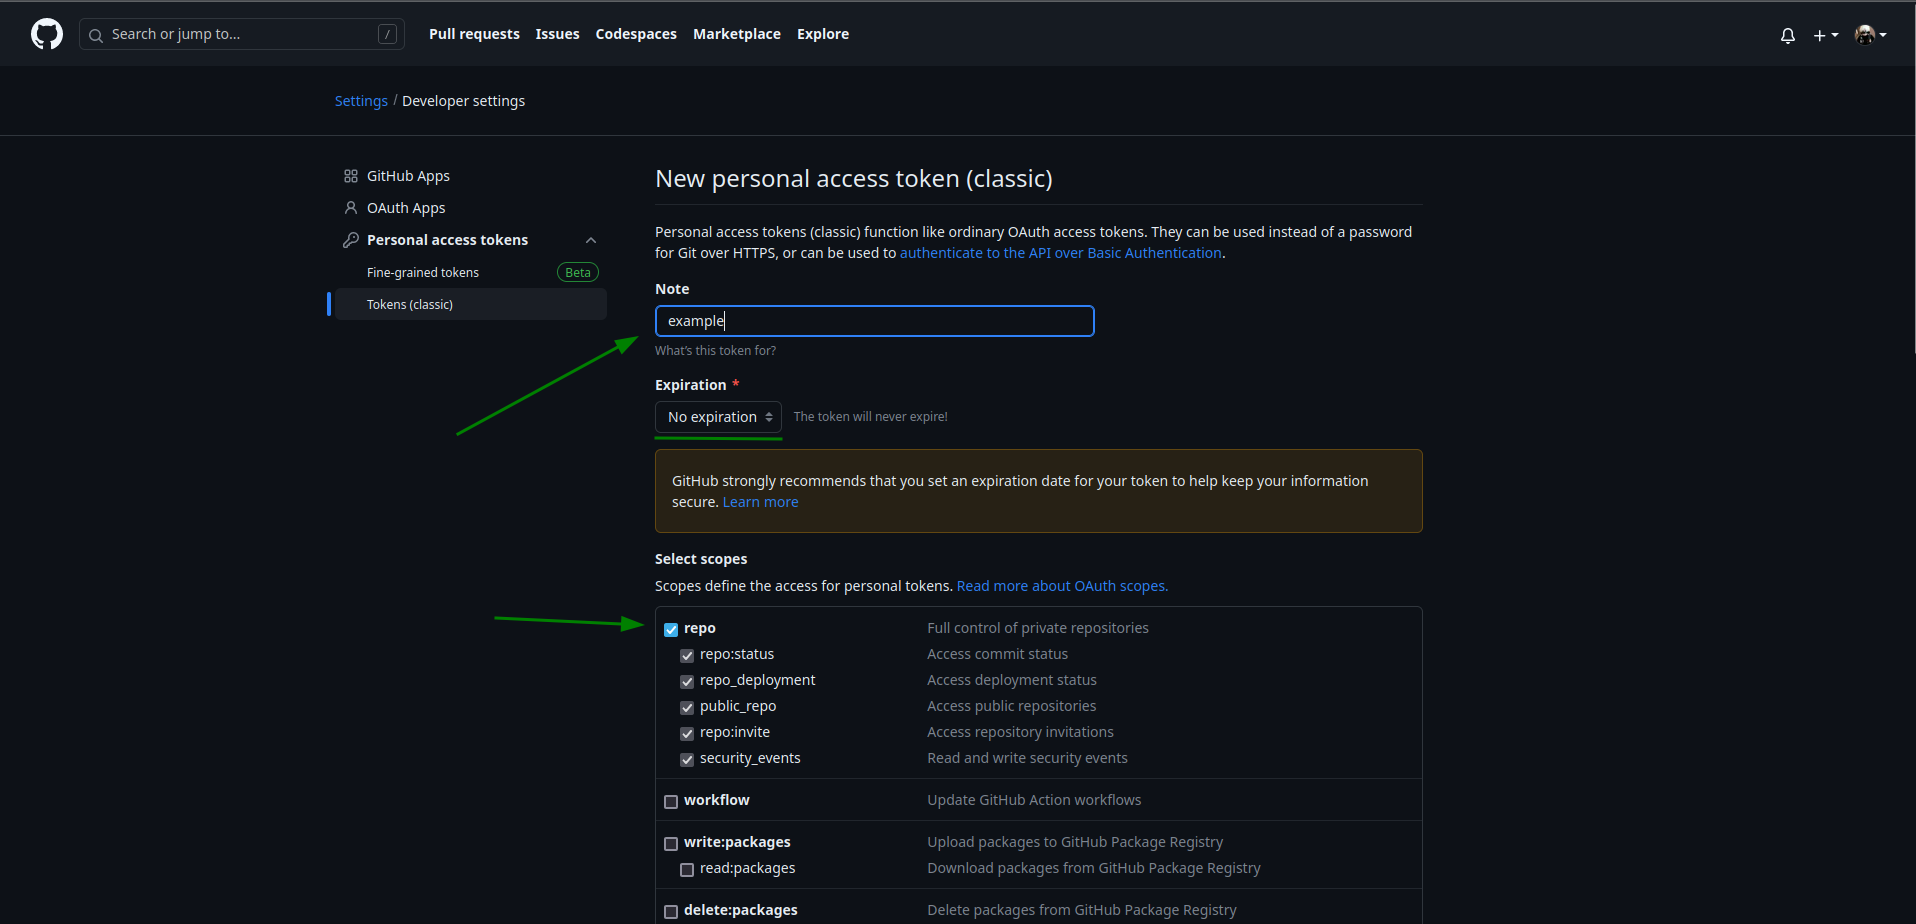 Search or jump to... /
Pull requests Issues Codespaces Marketplace Explore
Settings / Developer settings
GitHub Apps
OAuth Apps
Personal access tokens
Fine-grained tokens Beta
Tokens (classic)
New personal access token (classic)
Personal access tokens (classic) function like ordinary OAuth access tokens. They can be used instead of a password
for Git over HTTPS, or can be used to authenticate to the API over Basic Authentication.
Note
example
What's this token for?
Expiration *
No expiration The token will never expire!
GitHub strongly recommends that you set an expiration date for your token to help keep your information
secure. Learn more
Select scopes
Scopes define the access for personal tokens. Read more about OAuth scopes.
repo Full control of private repositories
repo:status Access commit status
repo_deployment Access deployment status
public_repo Access public repositories
repo:invite Access repository invitations
security_events Read and write security events
workflow Update GitHub Action workflows
write:packages Upload packages to GitHub Package Registry
read:packages Download packages from GitHub Package Registry
delete:packages Delete packages from GitHub Package Registry